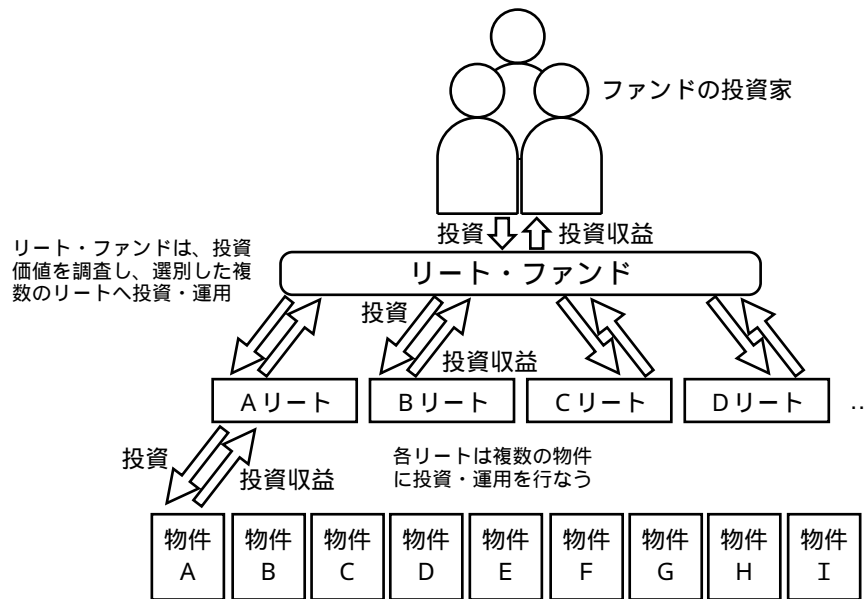 ファンドの投資家
投資
投資収益
リート・ファンドは、投資
価値を調査し、選別した複
数のリートへ投資・運用
リート・ファンド
投資
投資収益
Aリート
Bリート
Cリート
Dリート
‥
投資
投資収益
各リートは複数の物件
に投資・運用を行なう
物件
A
物件
B
物件
C
物件
D
物件
E
物件
F
物件
G
物件
H
物件
I